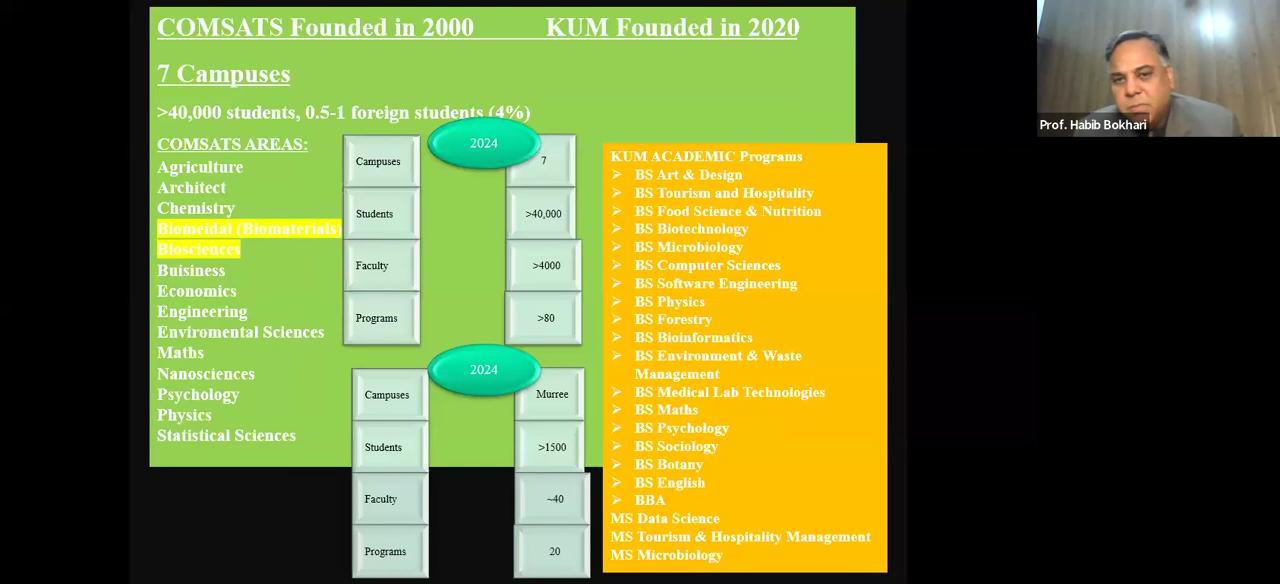 COMSATS Founded in 2000 KUM Founded in 2020
7 Campuses
>40,000 students, 0.5-1 foreign students (4%)
COMSATS AREAS:
Agriculture
Architect
Chemistry
Biomeidal (Biomaterials)
Biosciences
Buisiness
Economics
Engineering
Enviromental Sciences
Maths
Nanosciences
Psychology
Physics
Statistical Sciences
2024
Campuses 7
Students >40,000
Faculty >4000
Programs >80
2024
Campuses Murree
Students >1500
Faculty ~40
Programs 20
KUM ACADEMIC Programs
➢ BS Art & Design
➢ BS Tourism and Hospitality
➢ BS Food Science & Nutrition
➢ BS Biotechnology
➢ BS Microbiology
➢ BS Computer Sciences
➢ BS Software Engineering
➢ BS Physics
➢ BS Forestry
➢ BS Bioinformatics
➢ BS Environment & Waste
Management
➢ BS Medical Lab Technologies
➢ BS Maths
➢ BS Psychology
➢ BS Sociology
➢ BS Botany
➢ BS English
➢ BBA
MS Data Science
MS Tourism & Hospitality Management
MS Microbiology
Prof. Habib Bokhari